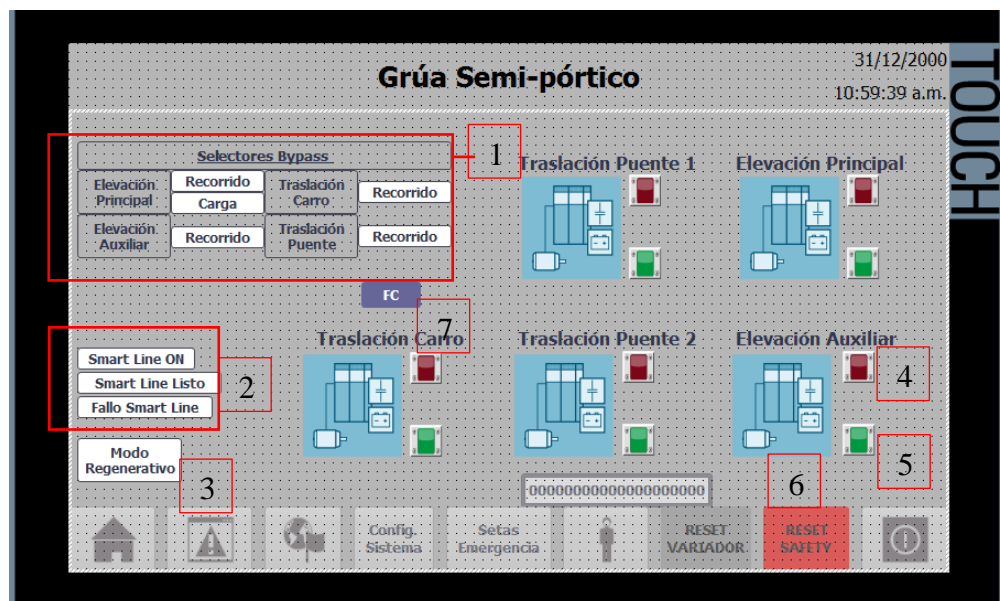 Grúa Semi-pórtico
31/12/2000
10:59:39 a.m.
TOUCH
Selectores Bypass
1
Elevación
Principal
Recorrido
Carga
Traslación
Carro
Recorrido
Elevación
Auxiliar
Recorrido
Traslación
Puente
Recorrido
Traslación Puente 1
Elevación Principal
FC
7
Traslación Carro
Traslación Puente 2
Elevación Auxiliar
Smart Line ON
Smart Line Listo
Fallo Smart Line
2
4
5
Modo
Regenerativo
3
00000000000000000000
6
Config.
Sistema
Setas
Emergencia
RESET
VARIADOR
RESET
SAFETY